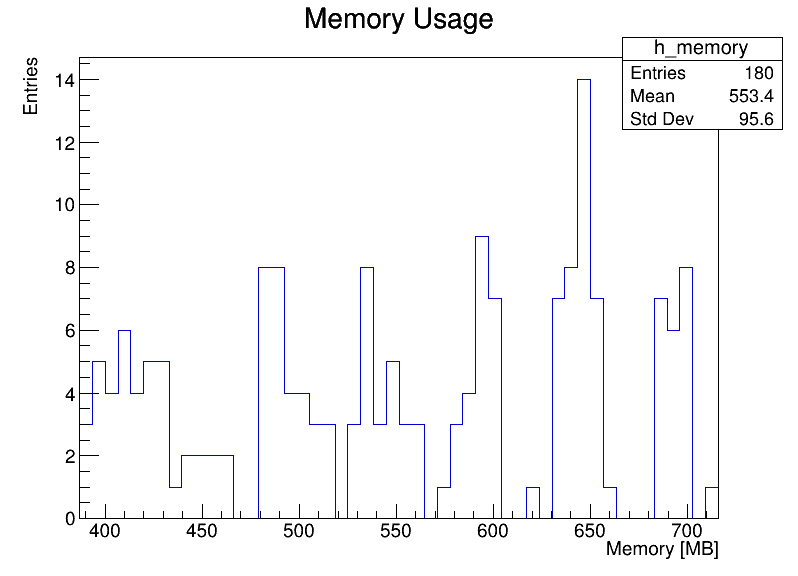 Memory Usage
h_memory
Entries 180
Mean 553.4
Std Dev 95.6
Entries
14
12
10
8
6
4
2
0
400 450 500 550 600 650 700
Memory [MB]